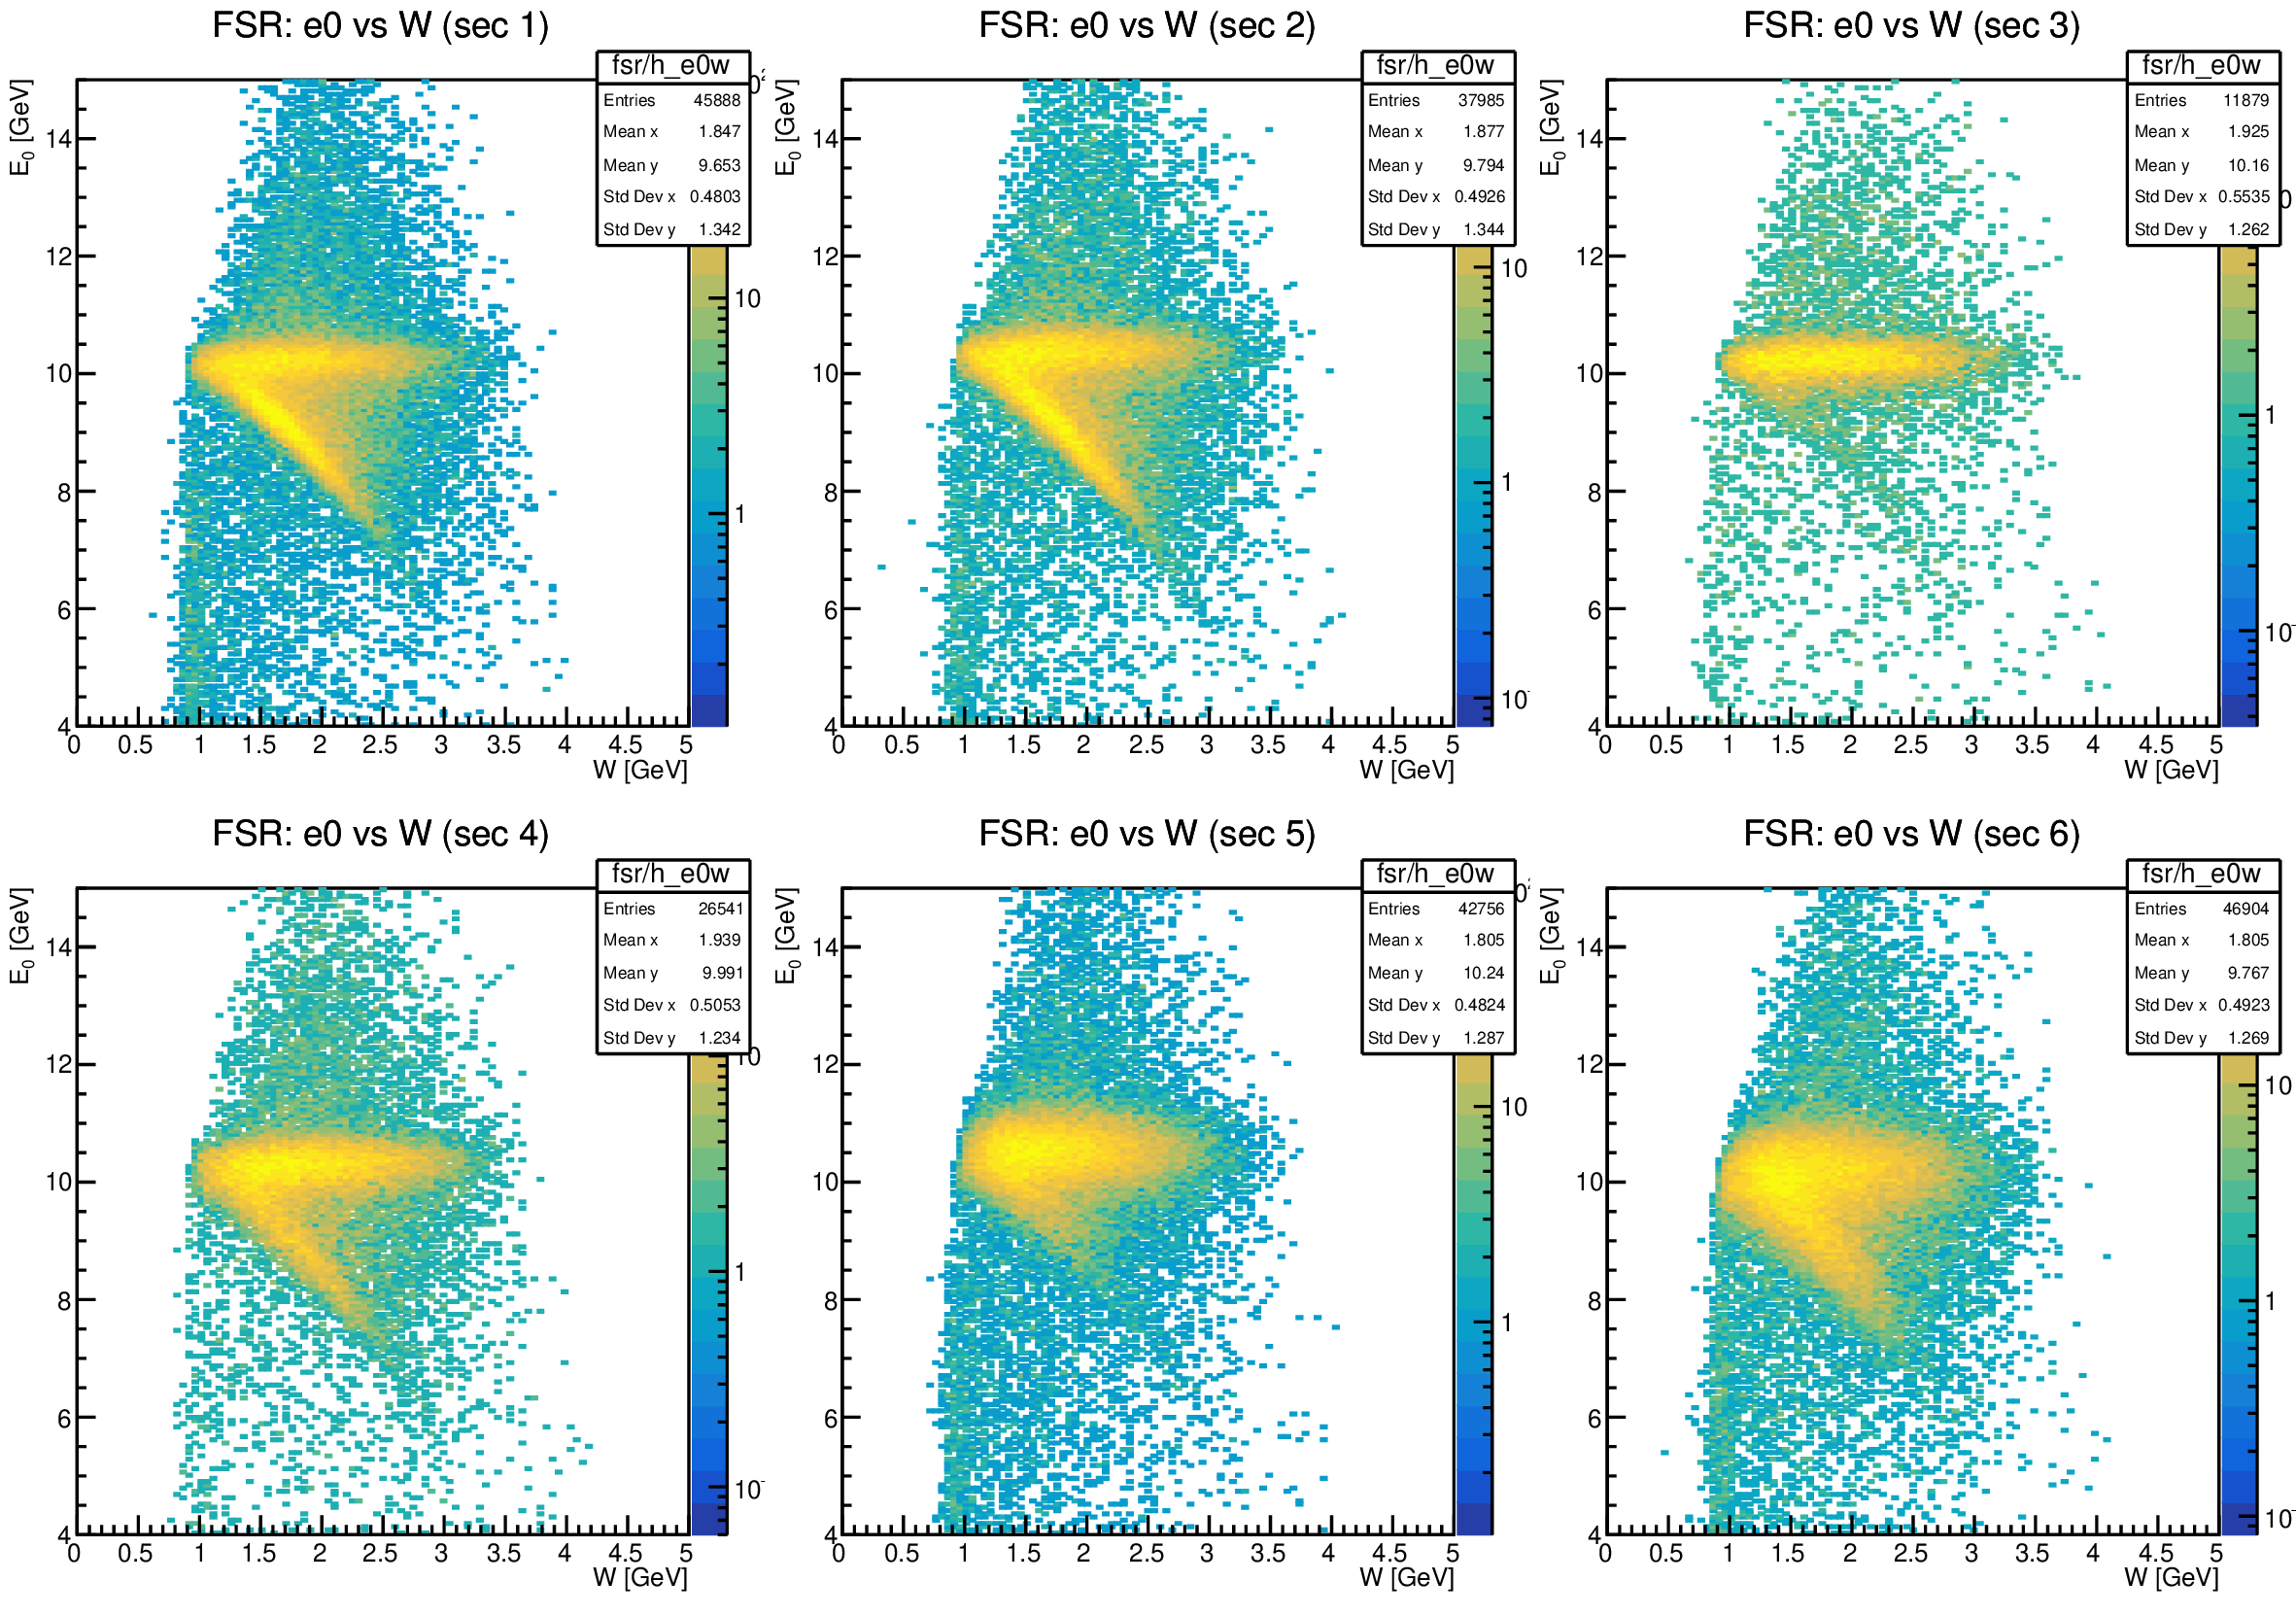 FSR: e0 vs W (sec 1)
fsr/h_e0w
Entries 45888
Mean x 1.847
Mean y 9.653
Std Dev x 0.4803
Std Dev y 1.342
E0 [GeV]
14
12
10
8
6
4
0 0.5 1 1.5 2 2.5 3 3.5 4 4.5 5
W [GeV]
10
1
FSR: e0 vs W (sec 2)
fsr/h_e0w
Entries 37985
Mean x 1.877
Mean y 9.794
Std Dev x 0.4926
Std Dev y 1.344
E0 [GeV]
14
12
10
8
6
4
0 0.5 1 1.5 2 2.5 3 3.5 4 4.5 5
W [GeV]
10
1
10-
FSR: e0 vs W (sec 3)
fsr/h_e0w
Entries 11879
Mean x 1.925
Mean y 10.16
Std Dev x 0.5535
Std Dev y 1.262
E0 [GeV]
14
12
10
8
6
4
0 0.5 1 1.5 2 2.5 3 3.5 4 4.5 5
W [GeV]
1
10-
FSR: e0 vs W (sec 4)
fsr/h_e0w
Entries 26541
Mean x 1.939
Mean y 9.991
Std Dev x 0.5053
Std Dev y 1.234
E0 [GeV]
14
12
10
8
6
4
0 0.5 1 1.5 2 2.5 3 3.5 4 4.5 5
W [GeV]
10
1
10-
FSR: e0 vs W (sec 5)
fsr/h_e0w
Entries 42756
Mean x 1.805
Mean y 10.24
Std Dev x 0.4824
Std Dev y 1.287
E0 [GeV]
14
12
10
8
6
4
0 0.5 1 1.5 2 2.5 3 3.5 4 4.5 5
W [GeV]
10
1
FSR: e0 vs W (sec 6)
fsr/h_e0w
Entries 46904
Mean x 1.805
Mean y 9.767
Std Dev x 0.4923
Std Dev y 1.269
E0 [GeV]
14
12
10
8
6
4
0 0.5 1 1.5 2 2.5 3 3.5 4 4.5 5
W [GeV]
10
1
10-